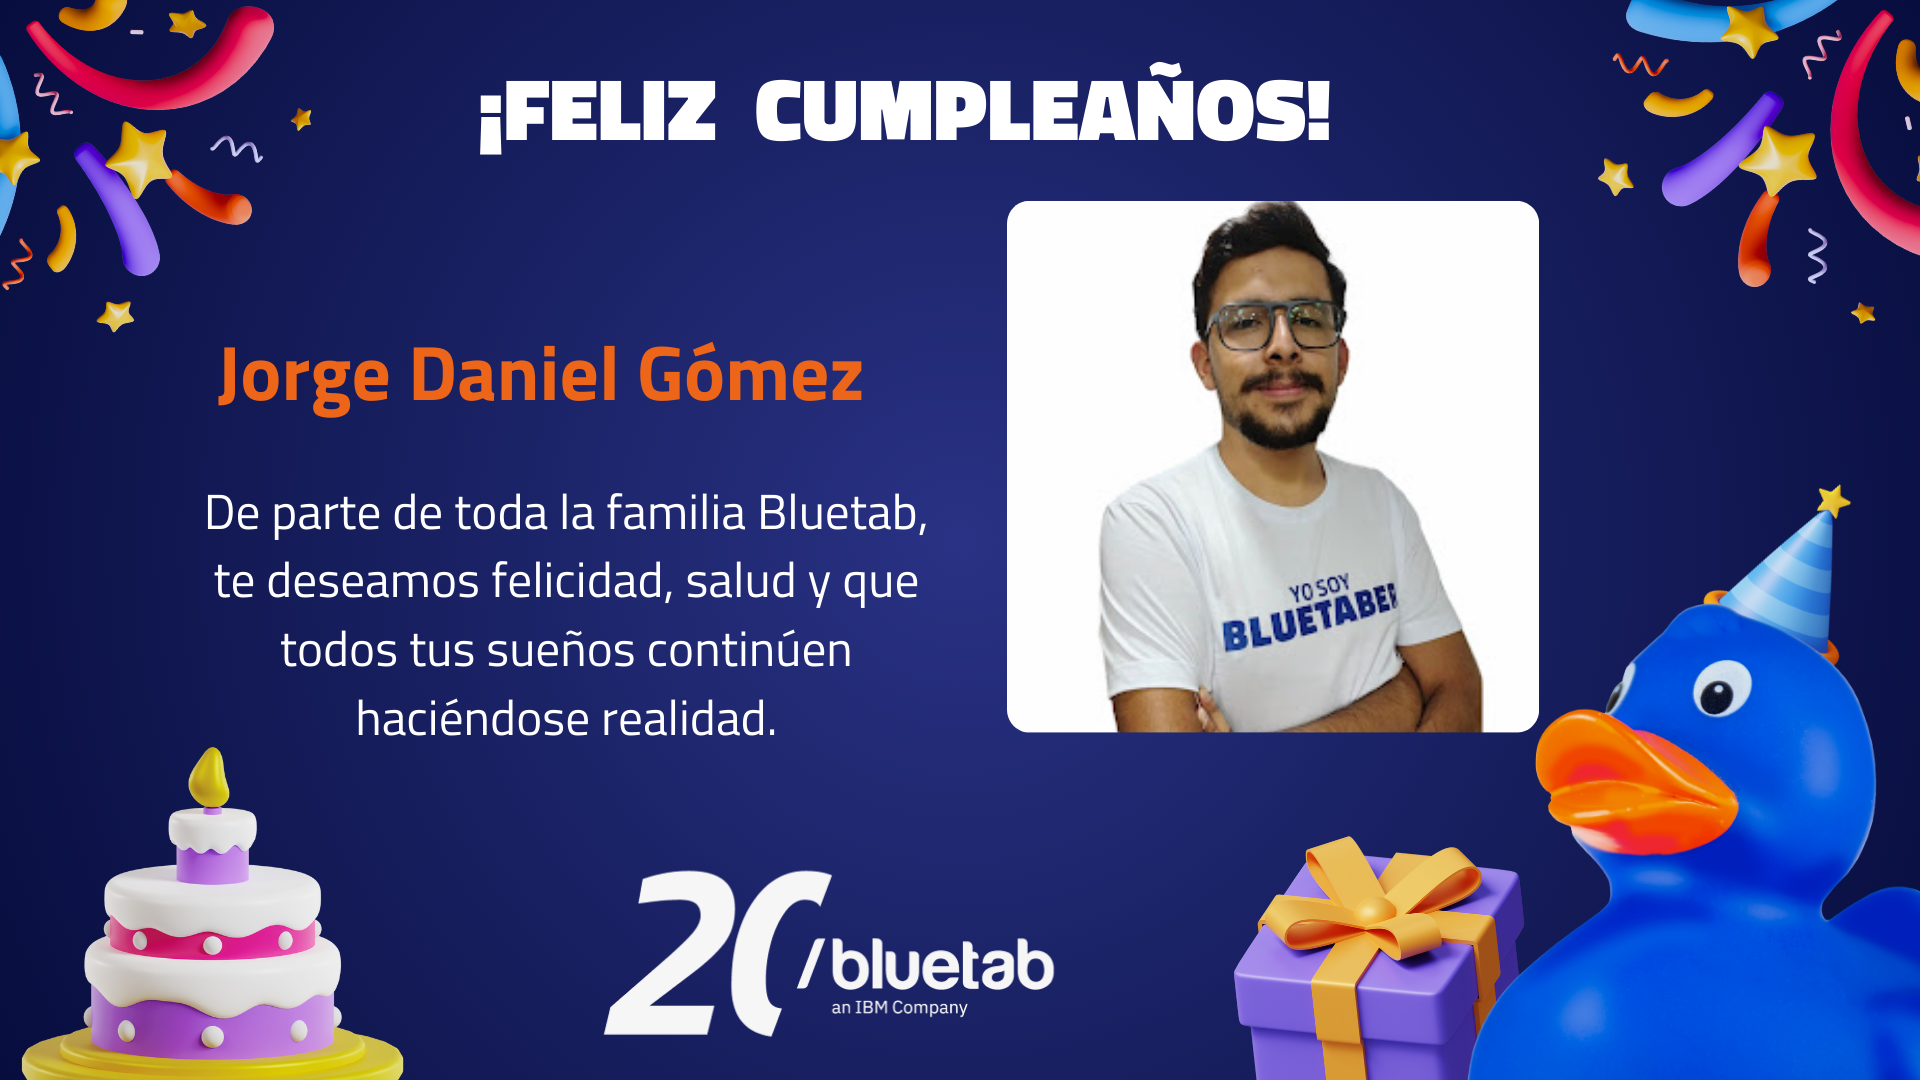 ¡FELIZ CUMPLEAÑOS!
Jorge Daniel Gómez
De parte de toda la familia Bluetab,
te deseamos felicidad, salud y que
todos tus sueños continúen
haciéndose realidad.
YO SOY
BLUETABER
20/bluetab
an IBM Company